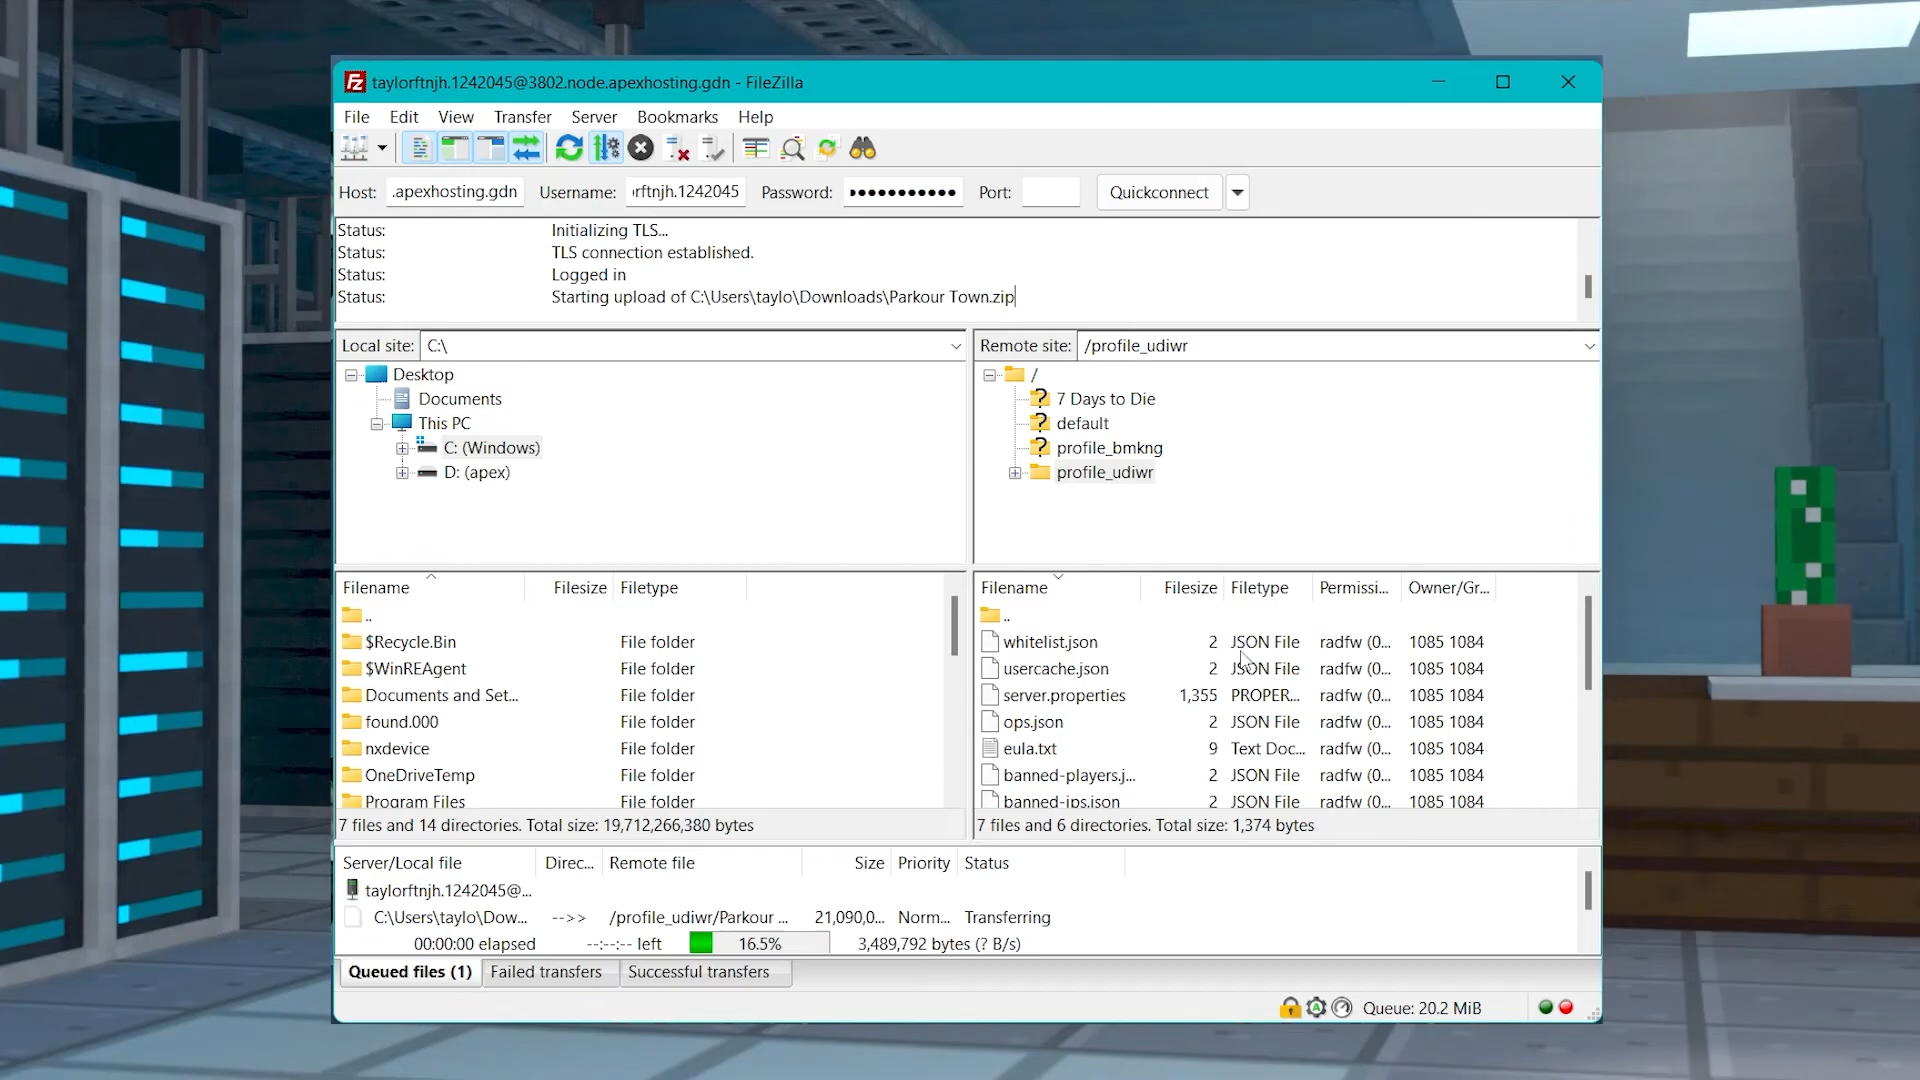 taylorftnjh.1242045@3802.node.apexhosting.gdn - FileZilla
File Edit View Transfer Server Bookmarks Help
Host: .apexhosting.gdn Username: rftnjh.1242045 Password: ●●●●●●●●●●● Port: Quickconnect
Status: Initializing TLS...
Status: TLS connection established.
Status: Logged in
Status: Starting upload of C:\Users\taylo\Downloads\Parkour Town.zip
Local site: C:\
Desktop
Documents
This PC
C: (Windows)
D: (apex)
Remote site: /profile_udiwr
/
7 Days to Die
default
profile_bmkng
profile_udiwr
Filename Filesize Filetype
..
$Recycle.Bin File folder
$WinREAgent File folder
Documents and Set... File folder
found.000 File folder
nxdevice File folder
OneDriveTemp File folder
Program Files File folder
7 files and 14 directories. Total size: 19,712,266,380 bytes
Filename Filesize Filetype Permissi... Owner/Gr...
..
whitelist.json 2 JSON File radfw (0... 1085 1084
usercache.json 2 JSON File radfw (0... 1085 1084
server.properties 1,355 PROPER... radfw (0... 1085 1084
ops.json 2 JSON File radfw (0... 1085 1084
eula.txt 9 Text Doc... radfw (0... 1085 1084
banned-players.j... 2 JSON File radfw (0... 1085 1084
banned-ips.json 2 JSON File radfw (0... 1085 1084
7 files and 6 directories. Total size: 1,374 bytes
Server/Local file Direc... Remote file Size Priority Status
taylorftnjh.1242045@...
C:\Users\taylo\Dow... -->> /profile_udiwr/Parkour ... 21,090,0... Norm... Transferring
00:00:00 elapsed --:--:-- left 16.5% 3,489,792 bytes (? B/s)
Queued files (1) Failed transfers Successful transfers
Queue: 20.2 MiB